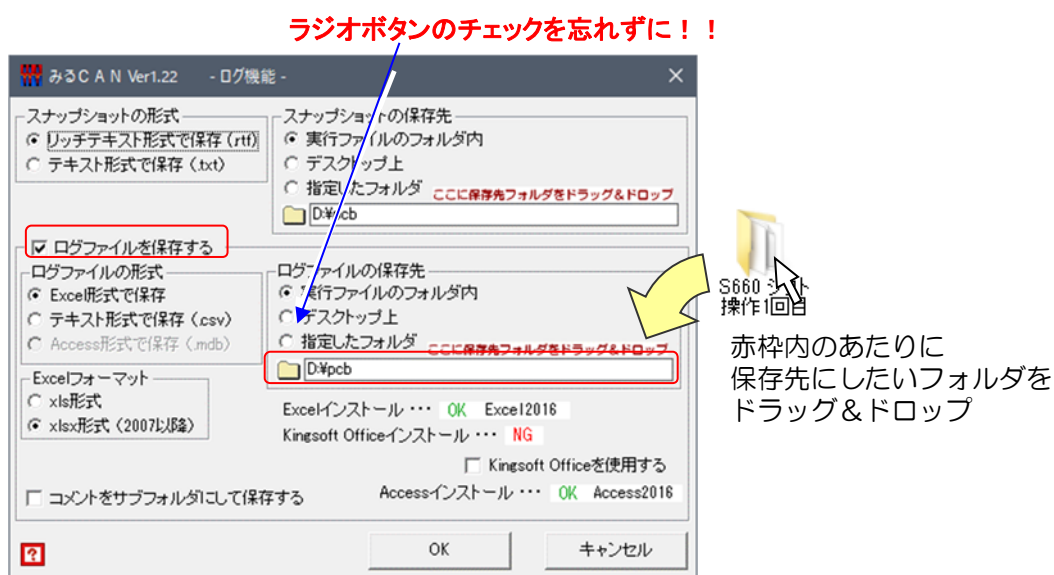 ラジオボタンのチェックを忘れずに！！
みるＣＡＮ Ver1.22 - ログ機能 -
スナップショットの形式
リッチテキスト形式で保存 (rtf)
テキスト形式で保存 (.txt)
スナップショットの保存先
実行ファイルのフォルダ内
デスクトップ上
指定したフォルダ ここに保存先フォルダをドラッグ&ドロップ
D:¥pcb
ログファイルを保存する
ログファイルの形式
Excel形式で保存
テキスト形式で保存 (.csv)
Access形式で保存 (.mdb)
ログファイルの保存先
実行ファイルのフォルダ内
デスクトップ上
指定したフォルダ ここに保存先フォルダをドラッグ&ドロップ
D:¥pcb
Excelフォーマット
xls形式
xlsx形式 (2007以降)
Excelインストール ･･･ OK Excel2016
Kingsoft Officeインストール ･･･ NG
Kingsoft Officeを使用する
コメントをサブフォルダにして保存する
Accessインストール ･･･ OK Access2016
OK
キャンセル
S660 シフト
操作1回目
赤枠内のあたりに
保存先にしたいフォルダを
ドラッグ＆ドロップ